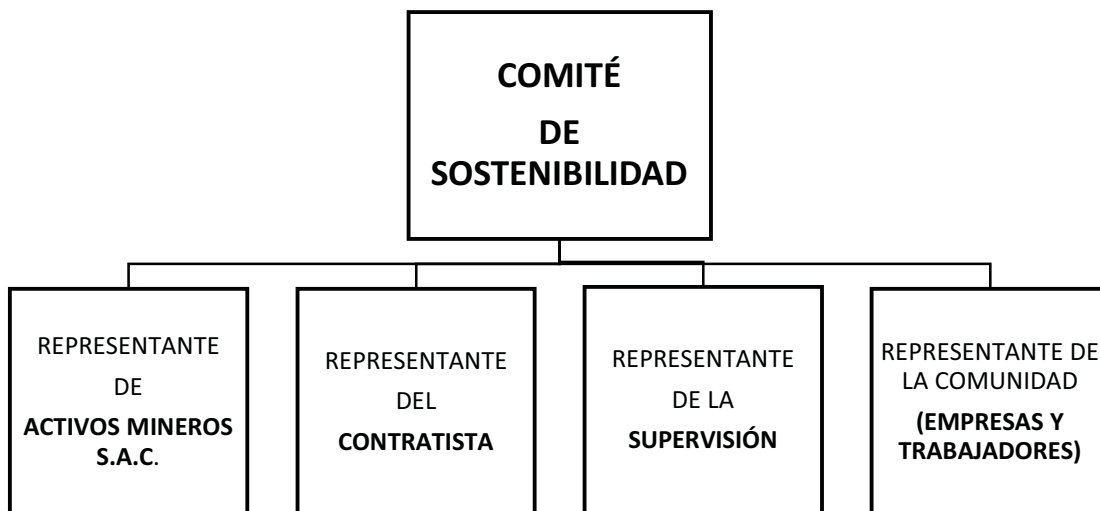 COMITÉ
DE
SOSTENIBILIDAD
REPRESENTANTE
DE
ACTIVOS MINEROS
S.A.C.
REPRESENTANTE
DEL
CONTRATISTA
REPRESENTANTE
DE LA
SUPERVISIÓN
REPRESENTANTE DE
LA COMUNIDAD
(EMPRESAS Y
TRABAJADORES)